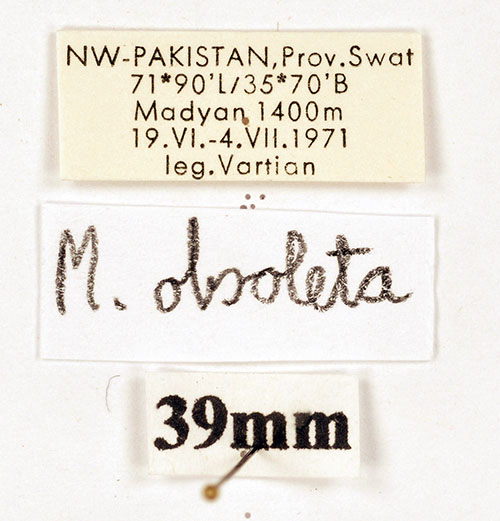 NW-PAKISTAN,Prov.Swat
71*90'L/35*70'B
Madyan 1400m
19.VI.-4.VII.1971
leg.Vartian
M. obsoleta
39mm